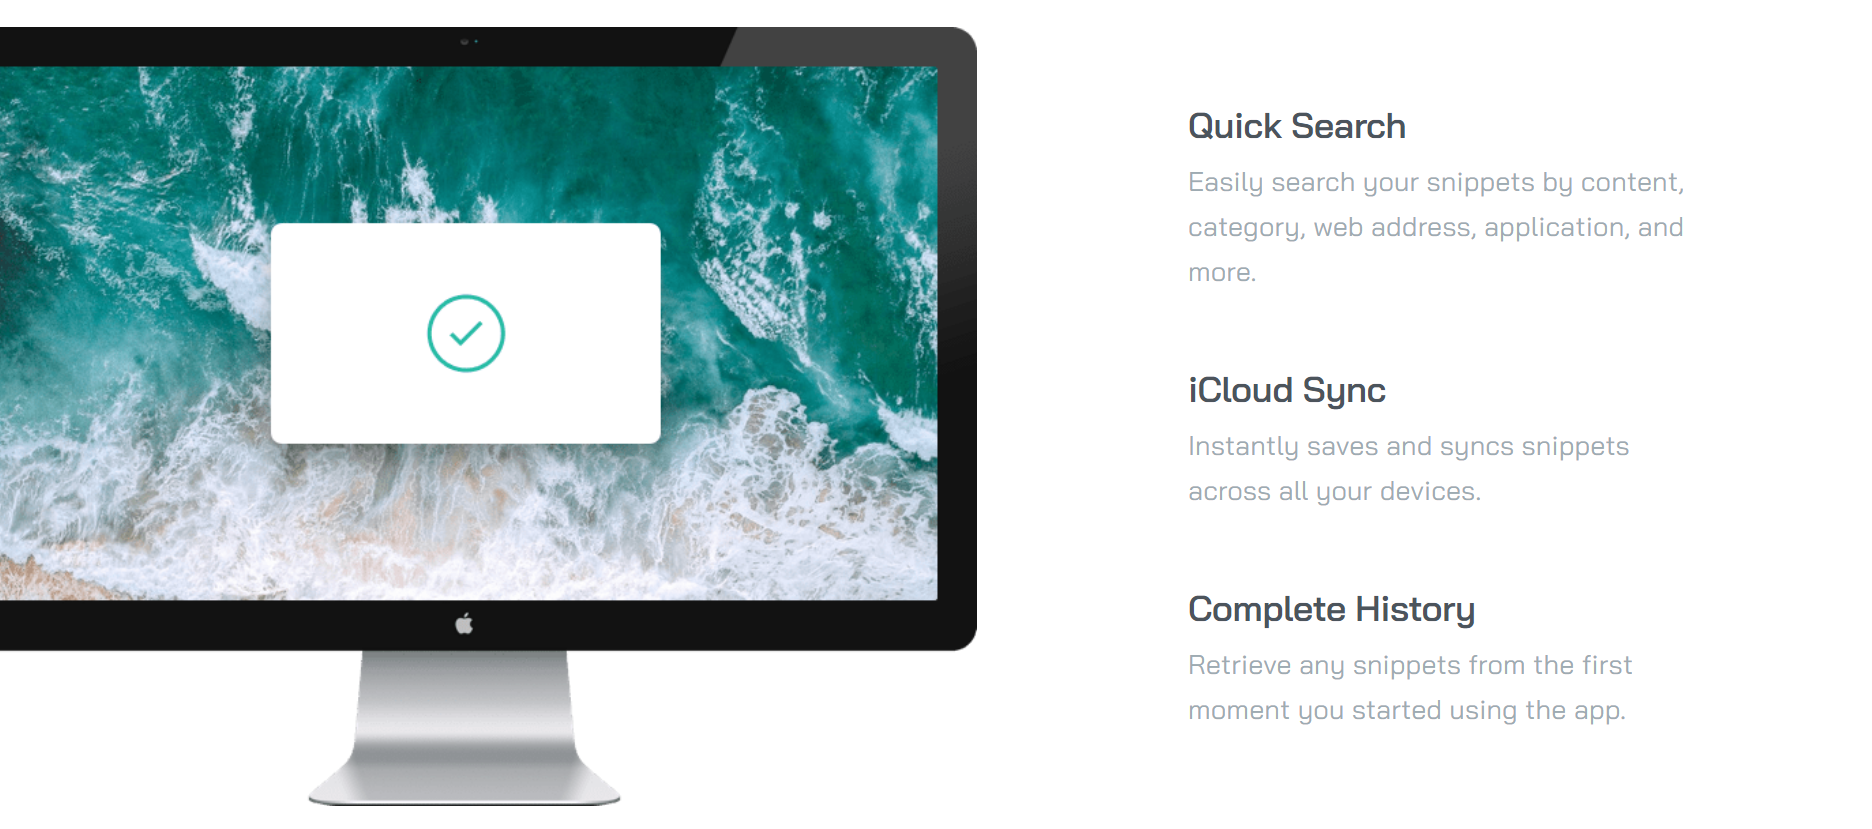 Quick Search
Easily search your snippets by content,
category, web address, application, and
more.
iCloud Sync
Instantly saves and syncs snippets
across all your devices.
Complete History
Retrieve any snippets from the first
moment you started using the app.